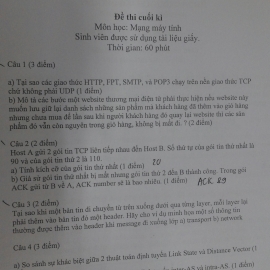 Đề thi cuối kì
Môn học: Mạng máy tính
Sinh viên được sử dụng tài liệu giấy.
Thời gian: 60 phút
Câu 1 (3 điểm)
a) Tại sao các giao thức HTTP, FPT, SMTP, và POP3 chạy trên nền giao thức TCP
chứ không phải UDP (1 điểm)
b) Mô tả các bước một website thương mại điện tử phải thực hiện nếu website này
muốn lưu giữ lại danh sách những sản phẩm mà khách hàng đã thêm vào giỏ hàng
nhưng chưa mua để lần sau khi người khách hàng đó quay lại website thì các sản
phẩm đó vẫn còn nguyên trong giỏ hàng, không bị mất đi. ? (2 điểm)
Câu 2 (2 điểm)
Host A gửi 2 gói tin TCP liên tiếp nhau đến Host B. Số thứ tự của gói tin thứ nhất là
90 và của gói tin thứ 2 là 110.
a) Tính kích cỡ của gói tin thứ nhất (1 điểm) 20
b) Giả sử gói tin thứ nhất bị mất nhưng gói tin thứ 2 đến B thành công. Trong gói
ACK gửi từ B về A, ACK number sẽ là bao nhiêu. (1 điểm) ACK
Câu 3 (2 điểm)
Tại sao khi một bản tin di chuyển từ trên xuống dưới qua từng layer, mỗi layer lại
phải thêm vào bản tin đó một header. Hãy cho ví dụ minh họa một số thông tin
thường được thêm vào header khi message đi xuống lớp transport) network
Câu 4 (3 điểm)
a) So sánh sự khác biệt giữa 2 thuật toán định tuyến Link State và Distance Vector (1
intra-AS. (1 điểm)